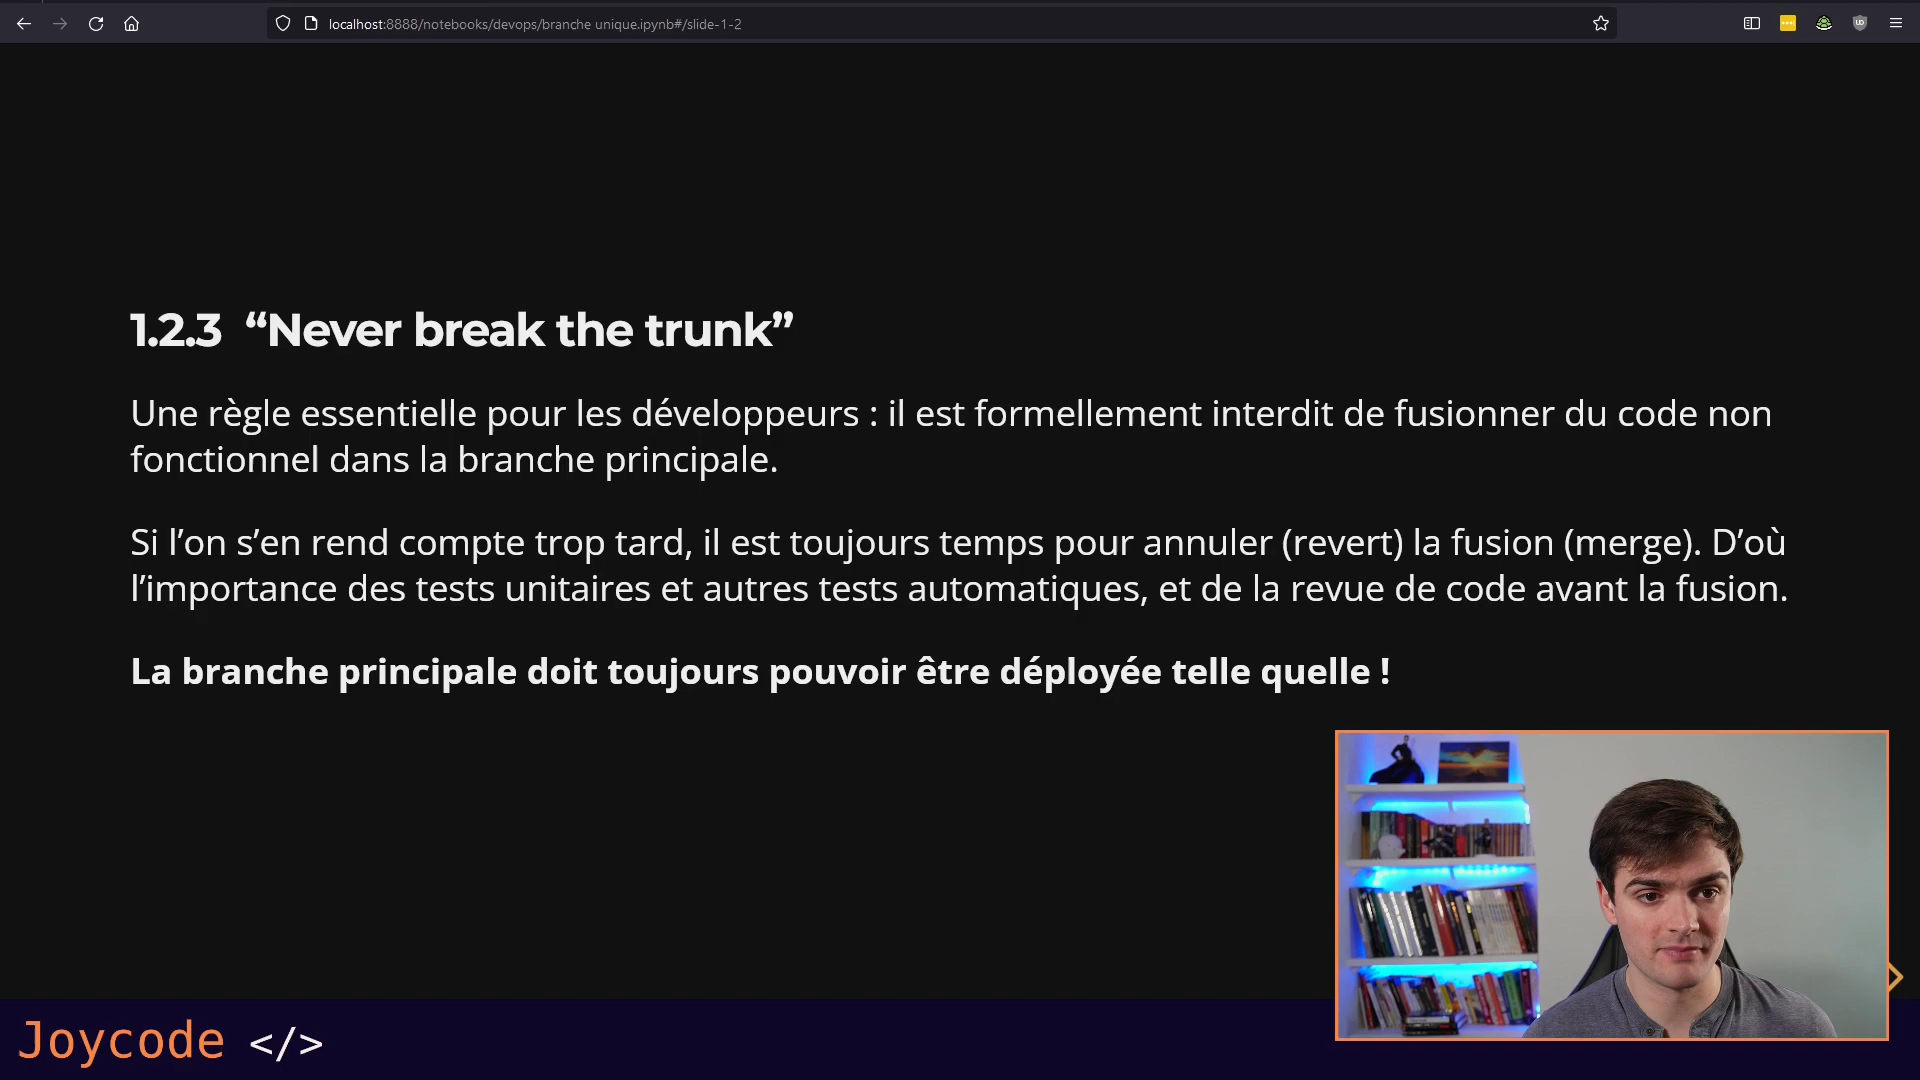 localhost:8888/notebooks/devops/branche unique.ipynb#/slide-1-2
1.2.3 “Never break the trunk”
Une règle essentielle pour les développeurs : il est formellement interdit de fusionner du code non
fonctionnel dans la branche principale.
Si l’on s’en rend compte trop tard, il est toujours temps pour annuler (revert) la fusion (merge). D’où
l’importance des tests unitaires et autres tests automatiques, et de la revue de code avant la fusion.
La branche principale doit toujours pouvoir être déployée telle quelle !
Joycode </>